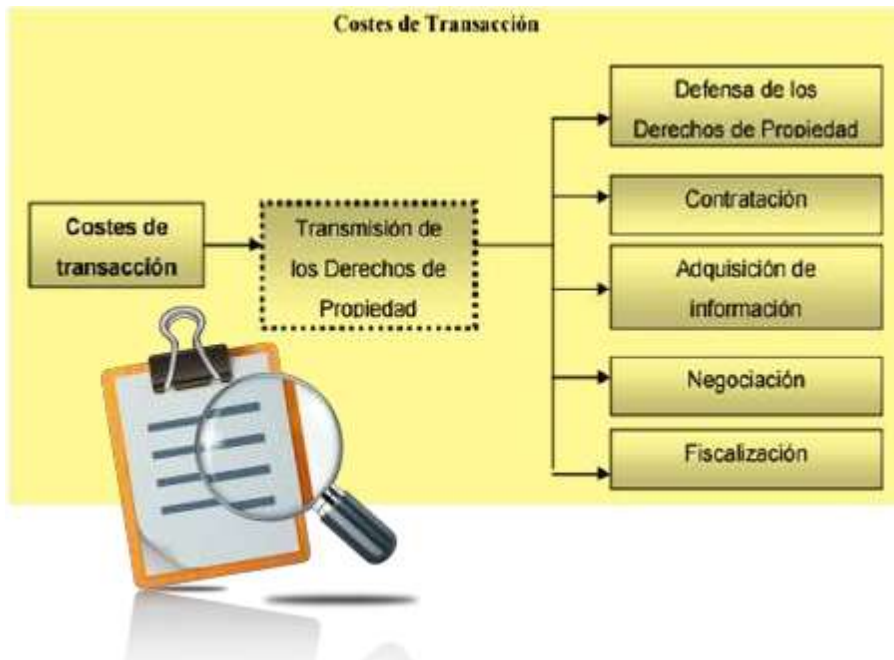 Costes de Transacción
Costes de
transacción
Transmisión de
los Derechos de
Propiedad
Defensa de los
Derechos de Propiedad
Contratación
Adquisición de
información
Negociación
Fiscalización